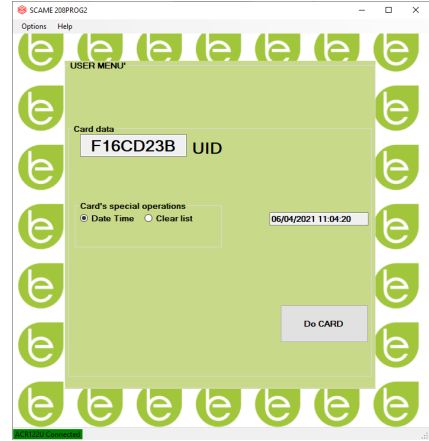 SCAME 208PROG2
Options Help
USER MENU'
Card data
F16CD23B UID
Card's special operations
Date Time Clear list
06/04/2021 11:04:20
Do CARD
ACR122U Connected